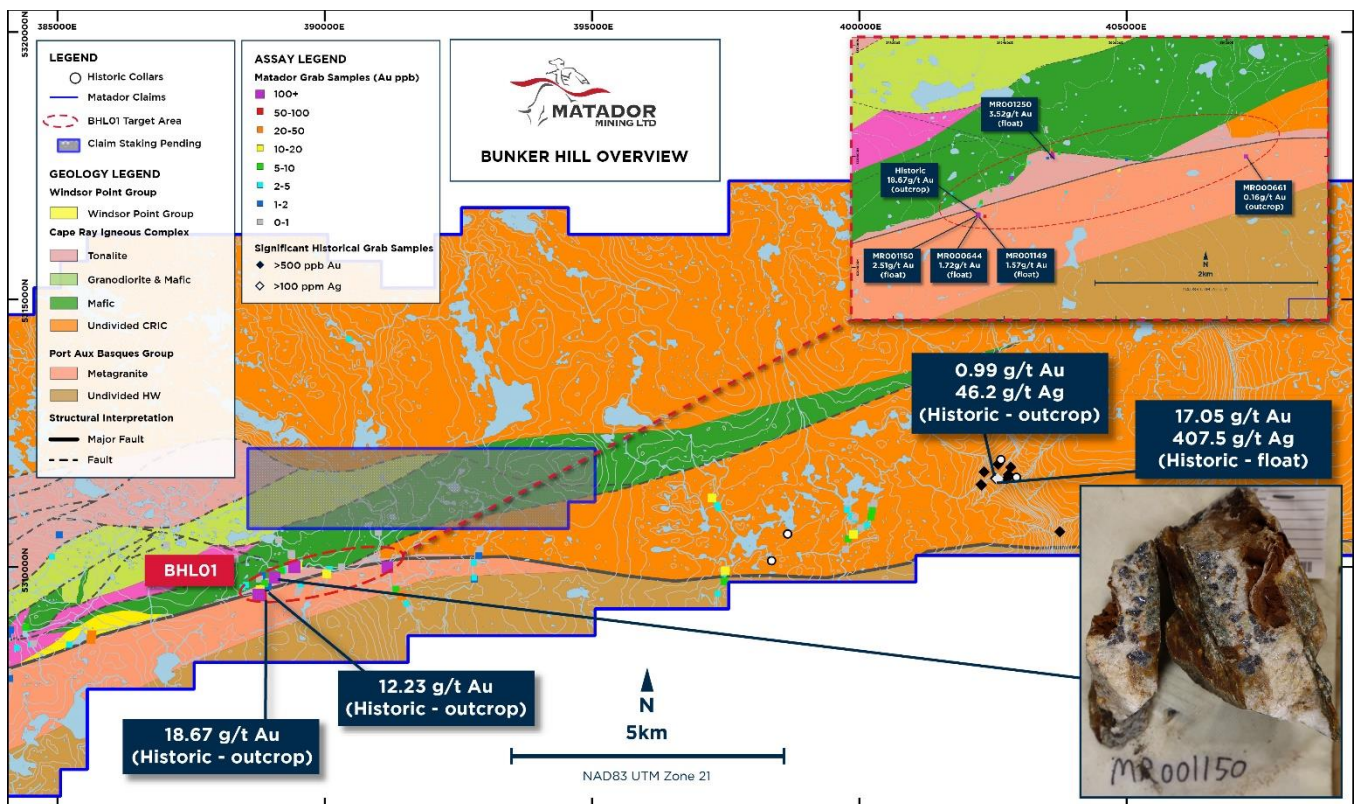 385000E
390000E
395000E
400000E
405000E
5320000N
5315000N
5310000N
LEGEND
Historic Collars
Matador Claims
BHL01 Target Area
Claim Staking Pending
GEOLOGY LEGEND
Windsor Point Group
Windsor Point Group
Cape Ray Igneous Complex
Tonalite
Granodiorite & Mafic
Mafic
Undivided CRIC
Port Aux Basques Group
Metagranite
Undivided HW
Structural Interpretation
Major Fault
Fault
ASSAY LEGEND
Matador Grab Samples (Au ppb)
100+
50-100
20-50
10-20
5-10
2-5
1-2
0-1
Significant Historical Grab Samples
>500 ppb Au
>100 ppm Ag
MATADOR
MINING LTD
BUNKER HILL OVERVIEW
MR001250
3.52g/t Au
(float)
Historic
18.67g/t Au
(outcrop)
MR000661
0.16g/t Au
(outcrop)
MR001150
2.51g/t Au
(float)
MR000644
1.72g/t Au
(float)
MR001149
1.57g/t Au
(float)
N
2km
0.99 g/t Au
46.2 g/t Ag
(Historic - outcrop)
17.05 g/t Au
407.5 g/t Ag
(Historic - float)
BHL01
12.23 g/t Au
(Historic - outcrop)
18.67 g/t Au
(Historic - outcrop)
N
5km
NAD83 UTM Zone 21
MR001150